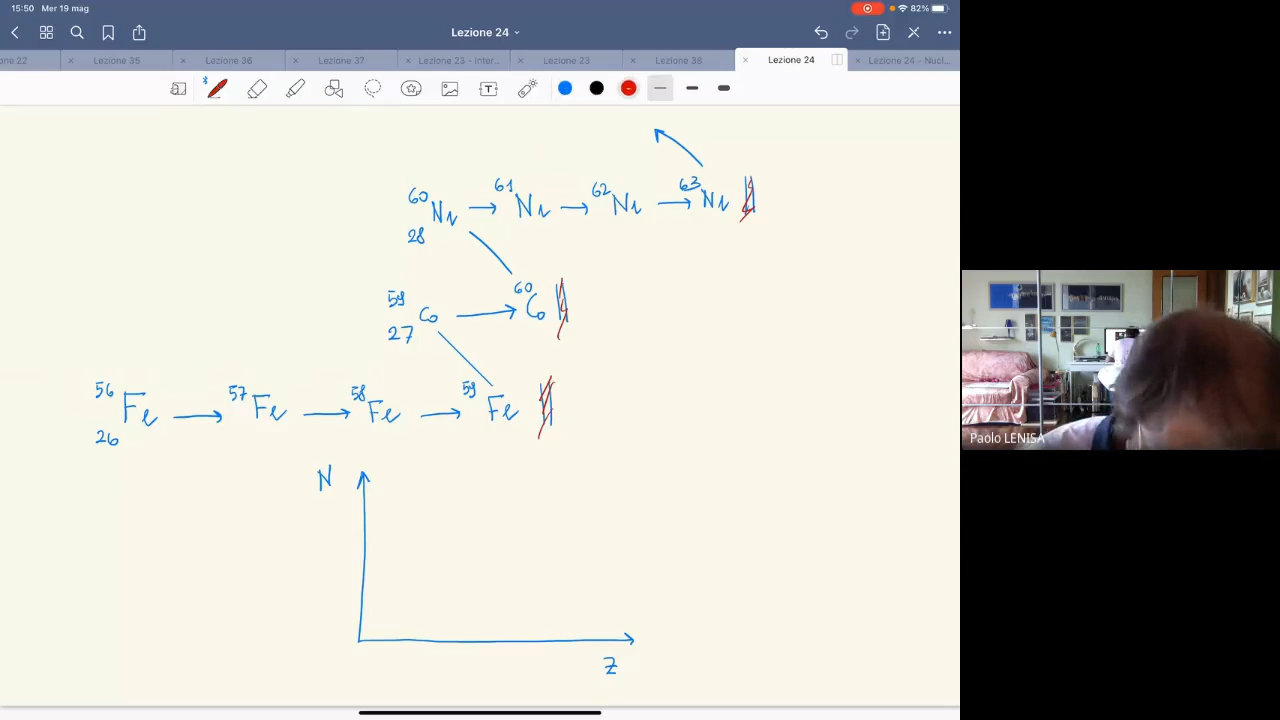 15:50 Mer 19 mag
82%
Lezione 24
ne 22
Lezione 35
Lezione 36
Lezione 37
Lezione 23 - Inter...
Lezione 23
Lezione 38
Lezione 24
Lezione 24 - Nucl...
60 28 Ni → 61 Ni → 62 Ni → 63 Ni
59 27 Co → 60 Co
56 26 Fe → 57 Fe → 58 Fe → 59 Fe
N
Z
Paolo LENISA